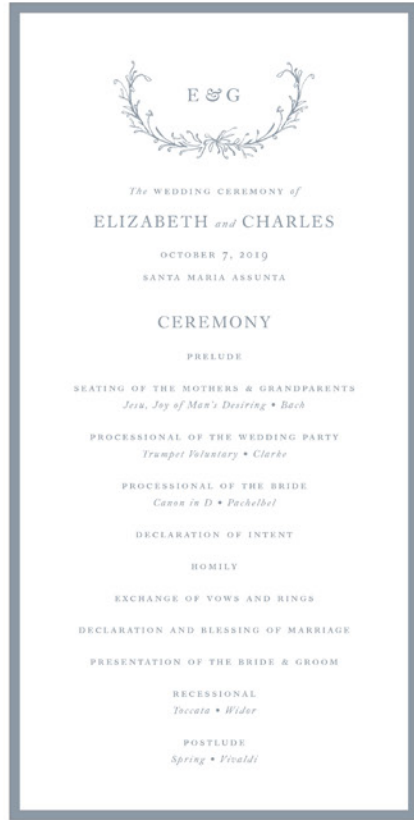 E & G
The WEDDING CEREMONY of
ELIZABETH and CHARLES
OCTOBER 7, 2019
SANTA MARIA ASSUNTA
CEREMONY
PRELUDE
SEATING OF THE MOTHERS & GRANDPARENTS
Jesu, Joy of Man's Desiring • Bach
PROCESSIONAL OF THE WEDDING PARTY
Trumpet Voluntary • Clarke
PROCESSIONAL OF THE BRIDE
Canon in D • Pachelbel
DECLARATION OF INTENT
HOMILY
EXCHANGE OF VOWS AND RINGS
DECLARATION AND BLESSING OF MARRIAGE
PRESENTATION OF THE BRIDE & GROOM
RECESSIONAL
Toccata • Widor
POSTLUDE
Spring • Vivaldi